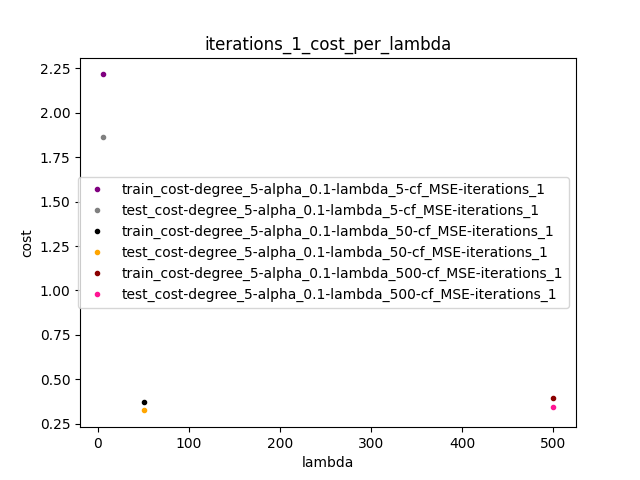 iterations_1_cost_per_lambda
2.25
2.00
1.75
1.50
1.25
1.00
0.75
0.50
0.25
cost
train_cost-degree_5-alpha_0.1-lambda_5-cf_MSE-iterations_1
test_cost-degree_5-alpha_0.1-lambda_5-cf_MSE-iterations_1
train_cost-degree_5-alpha_0.1-lambda_50-cf_MSE-iterations_1
test_cost-degree_5-alpha_0.1-lambda_50-cf_MSE-iterations_1
train_cost-degree_5-alpha_0.1-lambda_500-cf_MSE-iterations_1
test_cost-degree_5-alpha_0.1-lambda_500-cf_MSE-iterations_1
0 100 200 300 400 500
lambda